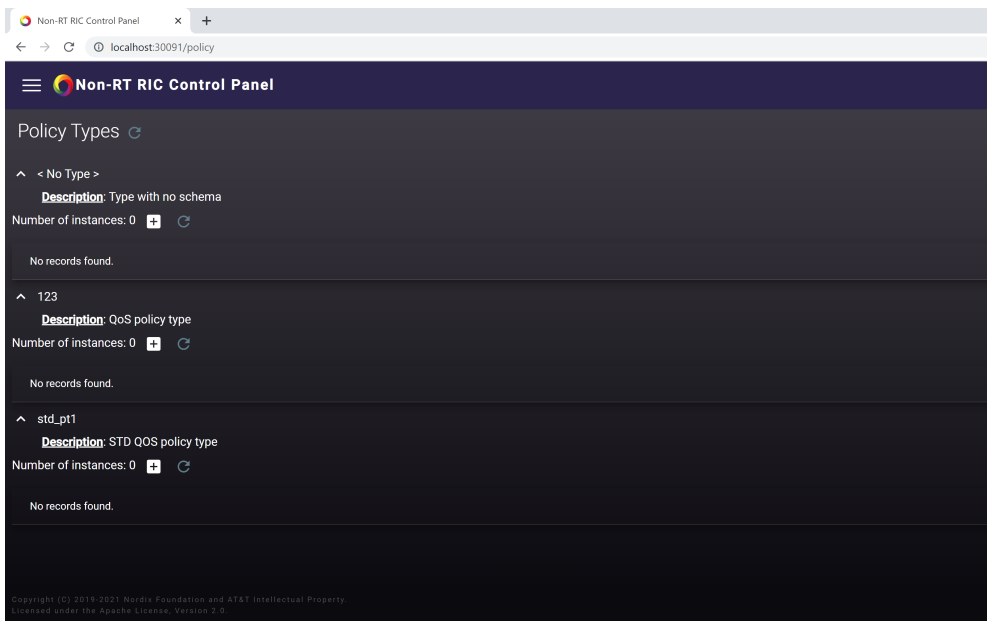 Non-RT RIC Control Panel
localhost:30091/policy
Non-RT RIC Control Panel
Policy Types
< No Type >
Description: Type with no schema
Number of instances: 0
No records found.
123
Description: QoS policy type
Number of instances: 0
No records found.
std_pt1
Description: STD QOS policy type
Number of instances: 0
No records found.
Copyright (C) 2019-2021 Nordix Foundation and AT&T Intellectual Property.
Licensed under the Apache License, Version 2.0.